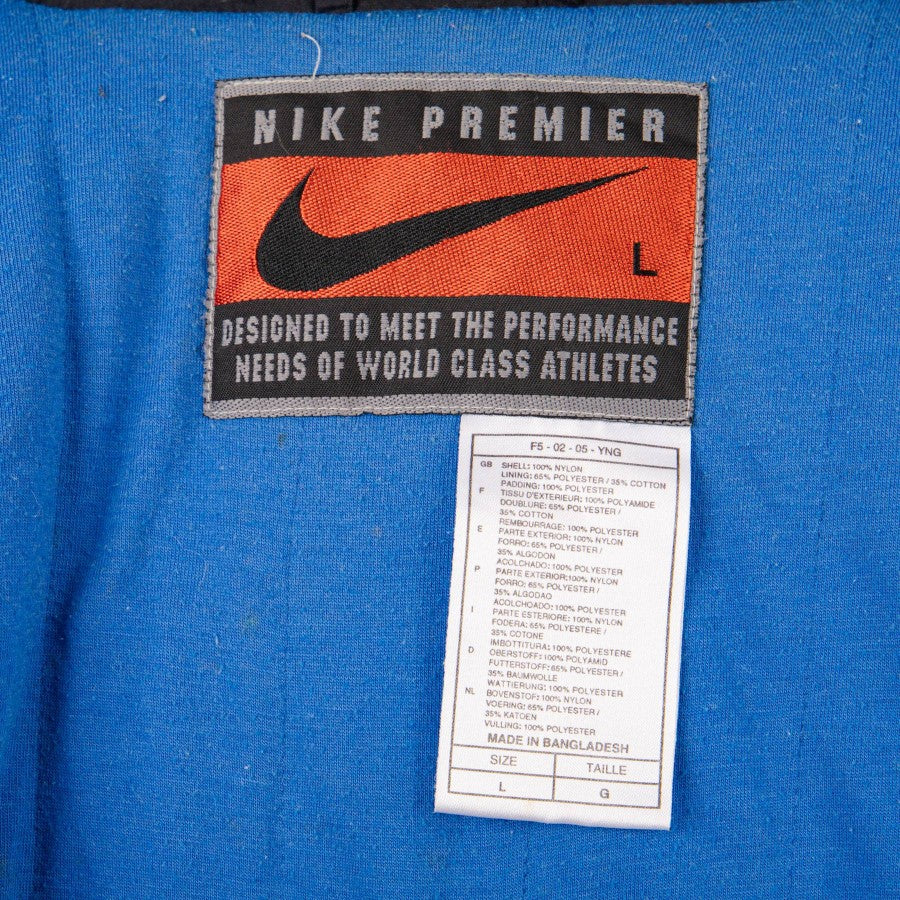 NIKE PREMIER
L
DESIGNED TO MEET THE PERFORMANCE
NEEDS OF WORLD CLASS ATHLETES
F5 - 02 - 05 - YNG
GB SHELL: 100% NYLON
LINING: 65% POLYESTER / 35% COTTON
PADDING: 100% POLYESTER
F TISSU D'EXTERIEUR: 100% POLYAMIDE
DOUBLURE: 65% POLYESTER /
35% COTTON
REMBOURRAGE: 100% POLYESTER
E PARTE EXTERIOR: 100% NYLON
FORRO: 65% POLYESTER /
35% ALGODON
ACOLCHADO: 100% POLYESTER
P PARTE EXTERIOR:100% NYLON
FORRO: 65% POLYESTER /
35% ALGODAO
ACOLCHOADO: 100% POLYESTER
I PARTE ESTERIORE: 100% NYLON
FODERA: 65% POLYESTERE /
35% COTONE
IMBOTTITURA: 100% POLYESTERE
D OBERSTOFF: 100% POLYAMID
FUTTERSTOFF: 65% POLYESTER /
35% BAUMWOLLE
WATTIERUNG: 100% POLYESTER
NL BOVENSTOF: 100% NYLON
VOERING: 65% POLYESTER /
35% KATOEN
VULLING: 100% POLYESTER
MADE IN BANGLADESH
SIZE TAILLE
L G